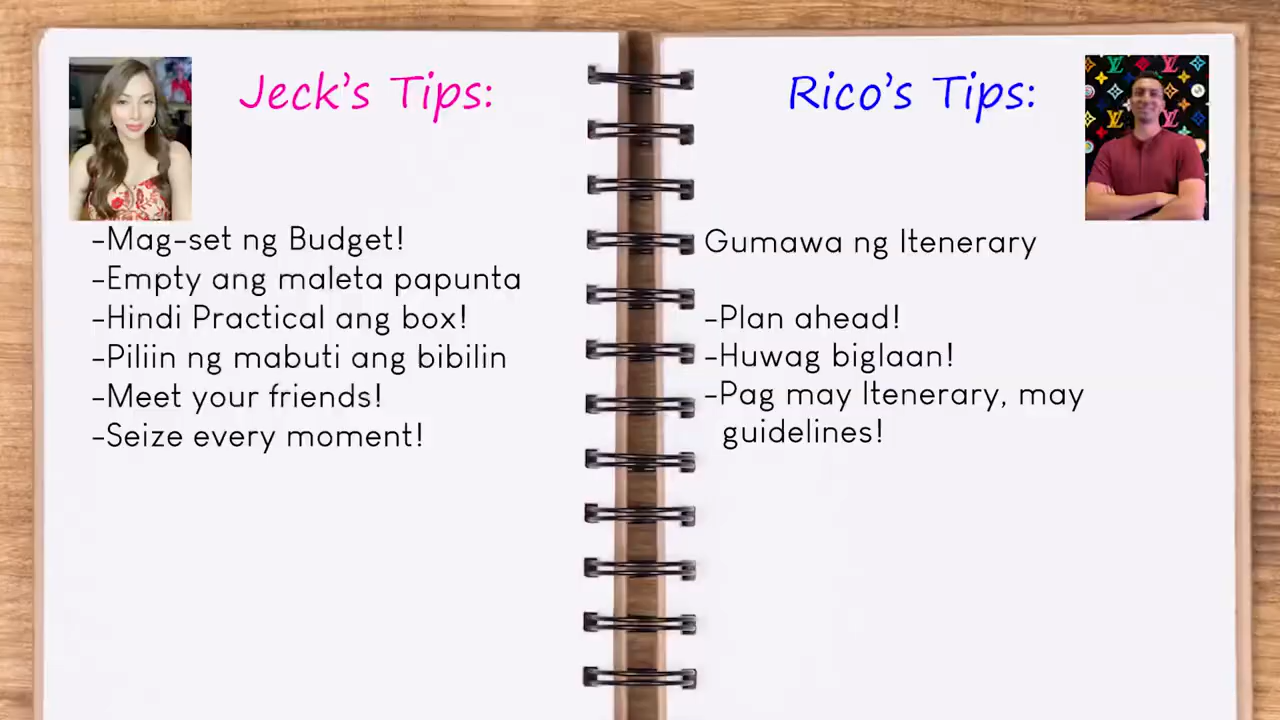 Jeck's Tips:
-Mag-set ng Budget!
-Empty ang maleta papunta
-Hindi Practical ang box!
-Piliin ng mabuti ang bibilin
-Meet your friends!
-Seize every moment!
Rico's Tips:
Gumawa ng Itenerary
-Plan ahead!
-Huwag biglaan!
-Pag may Itenerary, may
guidelines!